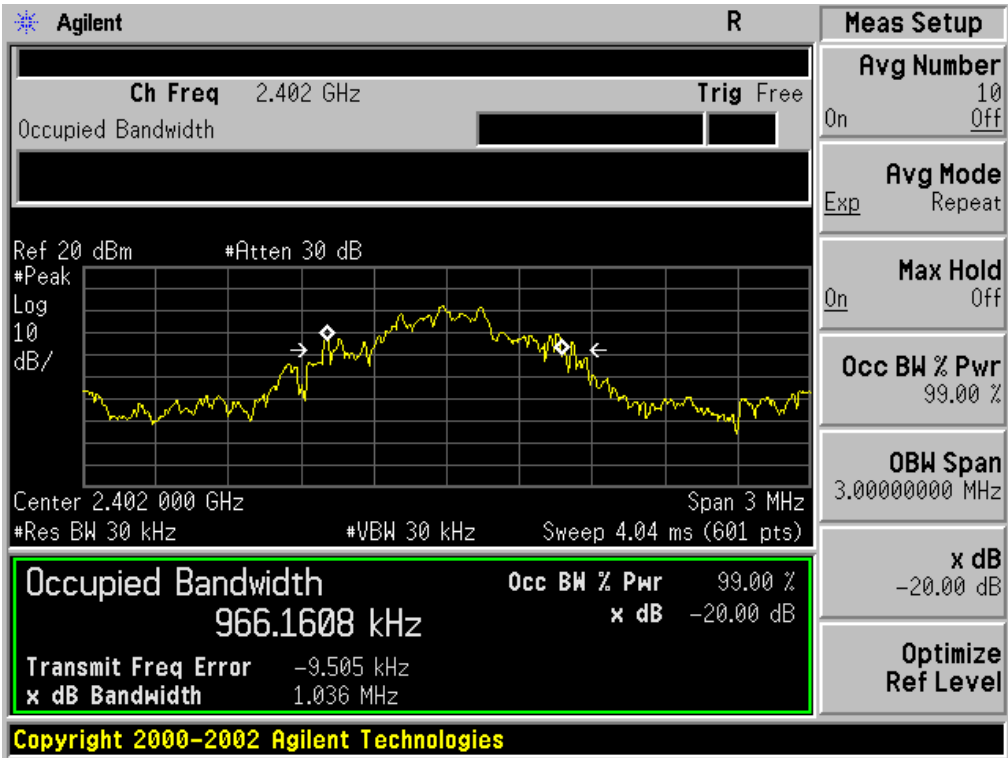 Agilent R
Ch Freq 2.402 GHz Trig Free
Occupied Bandwidth
Ref 20 dBm #Atten 30 dB
#Peak
Log
10
dB/
Center 2.402 000 GHz Span 3 MHz
#Res BW 30 kHz #VBW 30 kHz Sweep 4.04 ms (601 pts)
Occupied Bandwidth Occ BW % Pwr 99.00 %
966.1608 kHz x dB -20.00 dB
Transmit Freq Error -9.505 kHz
x dB Bandwidth 1.036 MHz
Copyright 2000-2002 Agilent Technologies
Meas Setup
Avg Number
10
On Off
Avg Mode
Exp Repeat
Max Hold
On Off
Occ BW % Pwr
99.00 %
OBW Span
3.00000000 MHz
x dB
-20.00 dB
Optimize
Ref Level